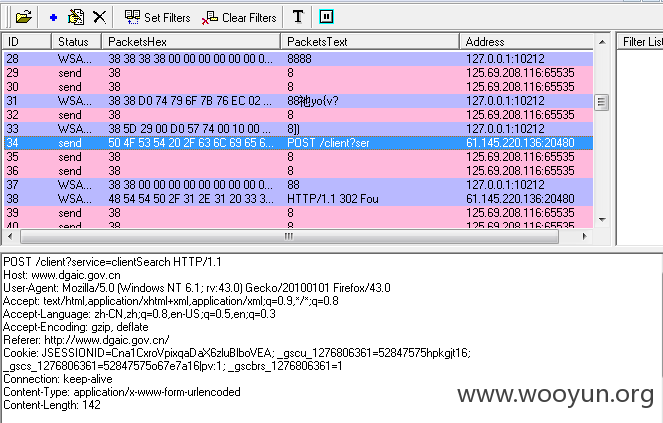 Set Filters Clear Filters T
ID Status PacketsHex PacketsText Address Filter List
28 WSA... 38 38 38 38 00 00 00 00 00 00 0... 8888 127.0.0.1:10212
29 send 38 8 125.69.208.116:65535
30 send 38 8 125.69.208.116:65535
31 WSA... 38 38 D0 74 79 6F 7B 76 EC 02 ... 127.0.0.1:10212
32 send 38 8 125.69.208.116:65535
33 WSA... 38 5D 29 00 D0 57 74 00 10 00 ... 8]) 127.0.0.1:10212
34 send 50 4F 53 54 20 2F 63 6C 69 65 6... POST /client?ser 61.145.220.136:20480
35 send 38 8 125.69.208.116:65535
36 send 38 8 125.69.208.116:65535
37 WSA... 38 38 00 00 00 00 00 00 00 00 0... 88 127.0.0.1:10212
38 WSA... 48 54 54 50 2F 31 2E 31 20 33 3... HTTP/1.1 302 Fou 61.145.220.136:20480
39 send 38 8 125.69.208.116:65535
40 send 38 8 125.69.208.116:65535
POST /client?service=clientSearch HTTP/1.1
Host: www.dgaic.gov.cn
User-Agent: Mozilla/5.0 (Windows NT 6.1; rv:43.0) Gecko/20100101 Firefox/43.0
Accept: text/html,application/xhtml+xml,application/xml;q=0.9,*/*;q=0.8
Accept-Language: zh-CN,zh;q=0.8,en-US;q=0.5,en;q=0.3
Accept-Encoding: gzip, deflate
Referer: http://www.dgaic.gov.cn/
Cookie: JSESSIONID=Cna1CxroVpixqaDaX6zluBlboVEA; _gscu_1276806361=52847575hpkgjt16;
_gscs_1276806361=52847575o67e7a16|pv:1; _gscbrs_1276806361=1
Connection: keep-alive
Content-Type: application/x-www-form-urlencoded
Content-Length: 142
www.wooyun.org